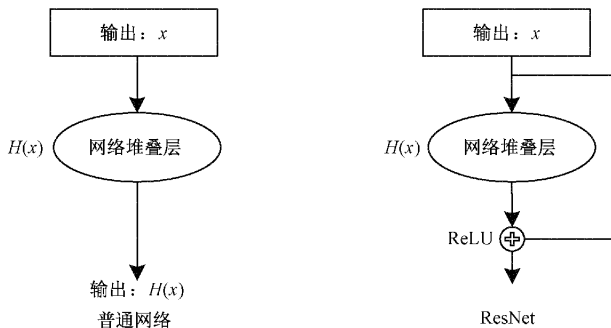 输出：x
H(x)
网络堆叠层
输出：H(x)
普通网络
输出：x
H(x)
网络堆叠层
ReLU
ResNet